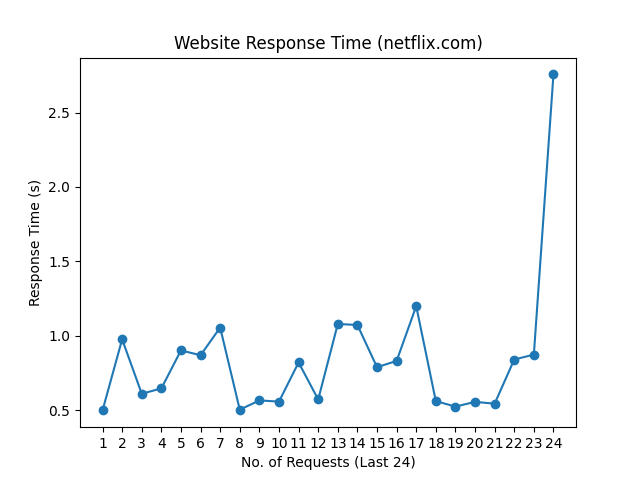 Website Response Time (netflix.com)
2.5
2.0
1.5
1.0
0.5
Response Time (s)
1 2 3 4 5 6 7 8 9 10 11 12 13 14 15 16 17 18 19 20 21 22 23 24
No. of Requests (Last 24)